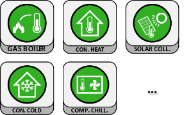 GAS BOILER
CON. HEAT
SOLAR COLL.
CON. COLD
COMP. CHILL.
...